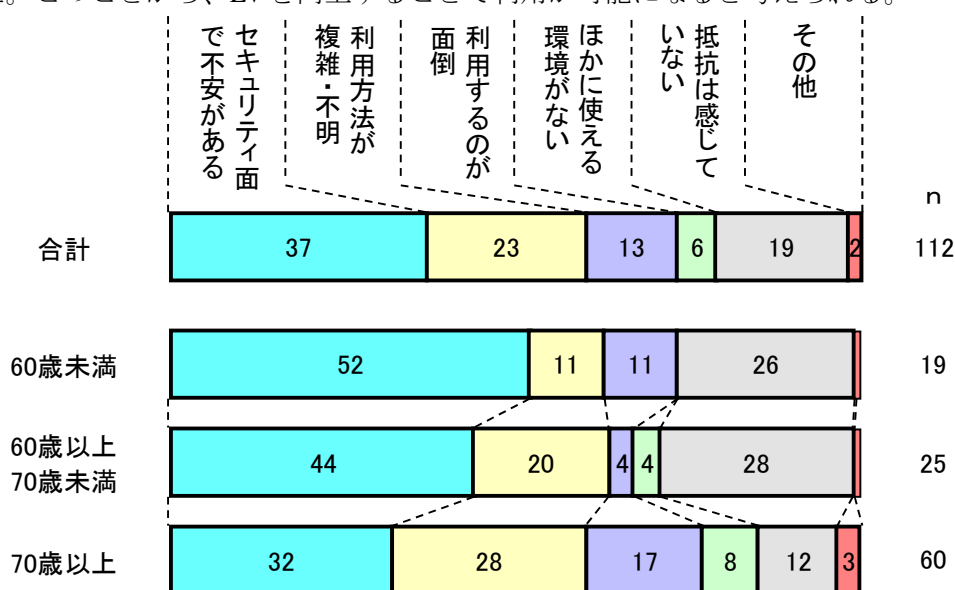 セキュリティ面
で不安がある
利用方法が
複雑・不明
利用するのが
面倒
ほかに使える
環境がない
抵抗は感じて
いない
その他
n
合計 37 23 13 6 19 2 112
60歳未満 52 11 11 26 19
60歳以上
70歳未満 44 20 4 4 28 25
70歳以上 32 28 17 8 12 3 60